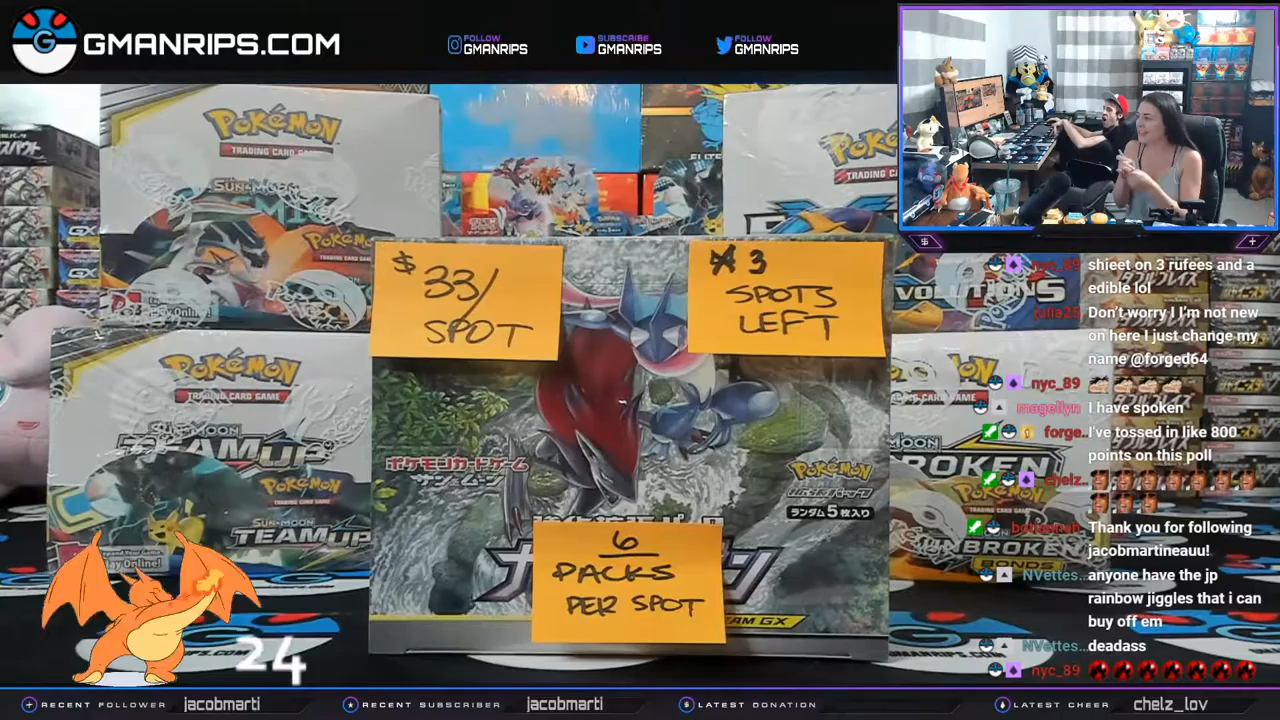 GMANRIPS.COM
FOLLOW
GMANRIPS
SUBSCRIBE
GMANRIPS
FOLLOW
GMANRIPS
POKéMON
TRADING CARD GAME
SUN & MOON
POKéMON
$ 33/
SPOT
3
SPOTS
LEFT
6
PACKS
PER SPOT
POKéMON
TRADING CARD GAME
SUN & MOON
TEAM UP
POKéMON
SUN & MOON
TEAM UP
ポケモンカードゲーム
サン&ムーン
POKéMON
ランダム5枚入り
TEAM GX
VOLUTIONS
MOON
BROKEN
POKéMON
BROKEN
BONDS
24
nyc_89 shieet on 3 rufees and a
edible lol
Don't worry I I'm not new
on here I just change my
name @forged64
nyc_89
magellyn I have spoken
forge.. I've tossed in like 800
points on this poll
chelz..
Thank you for following
jacobmartineauu!
NVettes.. anyone have the jp
rainbow jiggles that i can
buy off em
NVettes.. deadass
nyc_89
RECENT FOLLOWER jacobmarti
RECENT SUBSCRIBER jacobmarti
LATEST DONATION
LATEST CHEER chelz_lov